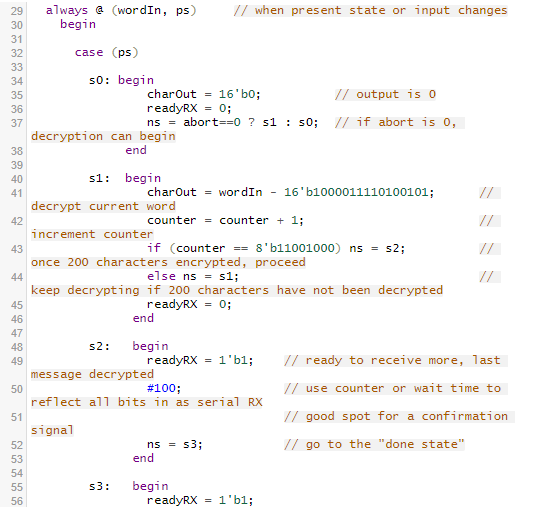 29 always @ (wordIn, ps) // when present state or input changes
30 begin
31
32 case (ps)
33
34 s0: begin
35 charOut = 16'b0; // output is 0
36 readyRX = 0;
37 ns = abort==0 ? s1 : s0; // if abort is 0,
decryption can begin
38 end
39
40 s1: begin
41 charOut = wordIn - 16'b1000011110100101; //
decrypt current word
42 counter = counter + 1; //
increment counter
43 if (counter == 8'b11001000) ns = s2; //
once 200 characters encrypted, proceed
44 else ns = s1; //
keep decrypting if 200 characters have not been decrypted
45 readyRX = 0;
46 end
47
48 s2: begin
49 readyRX = 1'b1; // ready to receive more, last
message decrypted
50 #100; // use counter or wait time to
reflect all bits in as serial RX
51 // good spot for a confirmation
signal
52 ns = s3; // go to the "done state"
53 end
54
55 s3: begin
56 readyRX = 1'b1;